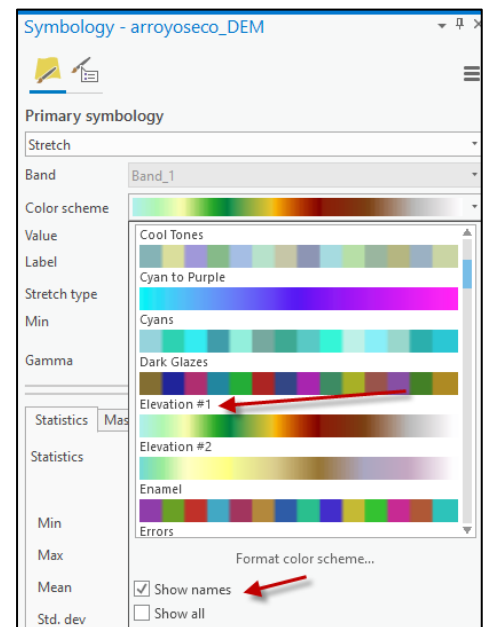 Symbology - arroyoseco_DEM
Primary symbology
Stretch
Band Band_1
Color scheme
Value
Label
Stretch type
Min
Gamma
Statistics Mas
Statistics
Min
Max
Mean
Std. dev
Cool Tones
Cyan to Purple
Cyans
Dark Glazes
Elevation #1
Elevation #2
Enamel
Errors
Format color scheme...
Show names
Show all